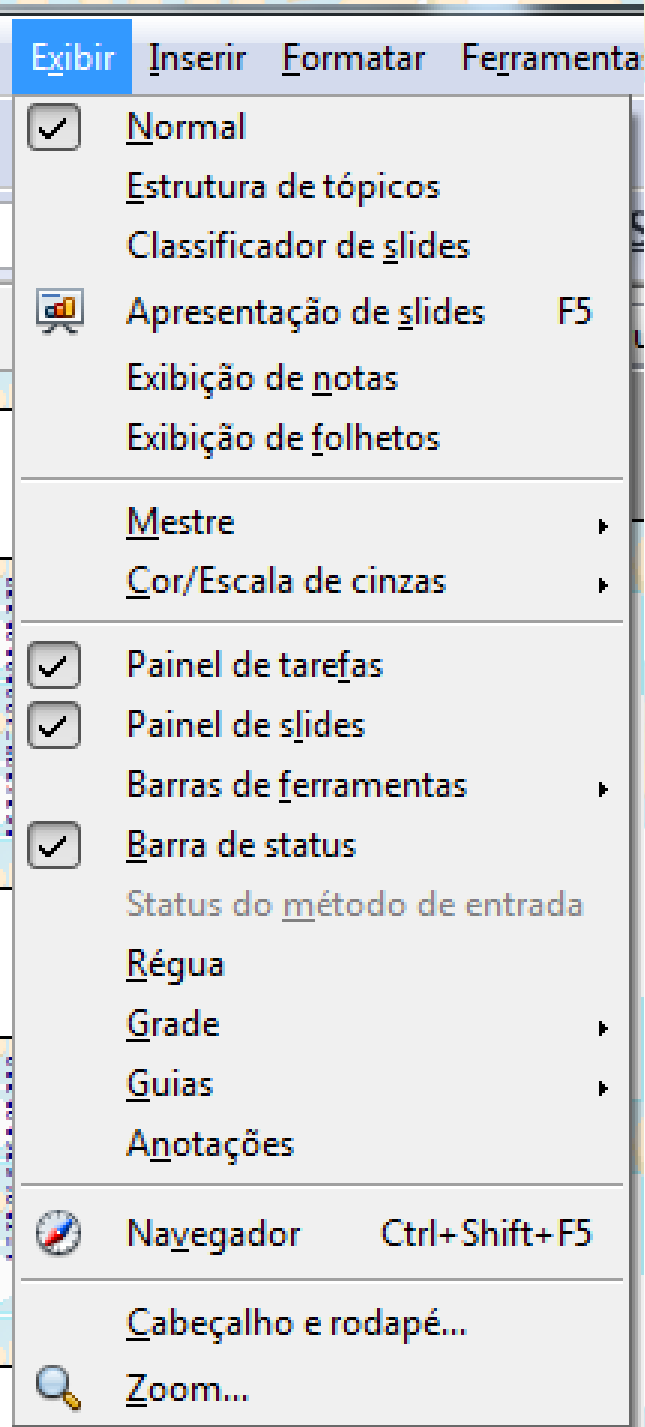 Exibir Inserir Formatar Ferramenta
Normal
Estrutura de tópicos
Classificador de slides
Apresentação de slides F5
Exibição de notas
Exibição de folhetos
Mestre
Cor/Escala de cinzas
Painel de tarefas
Painel de slides
Barras de ferramentas
Barra de status
Status do método de entrada
Régua
Grade
Guias
Anotações
Navegador Ctrl+Shift+F5
Cabeçalho e rodapé...
Zoom...